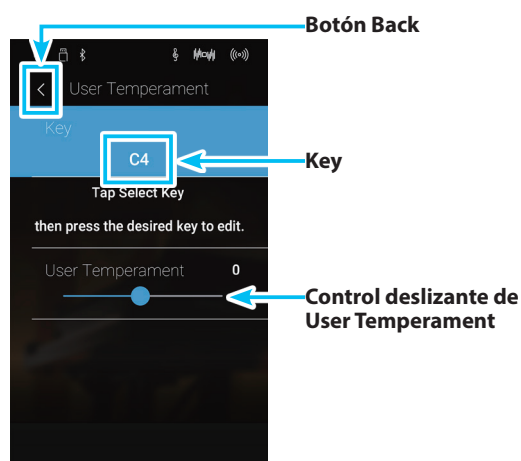 Botón Back
User Temperament
Key
C4
Key
Tap Select Key
then press the desired key to edit.
User Temperament 0
Control deslizante de
User Temperament